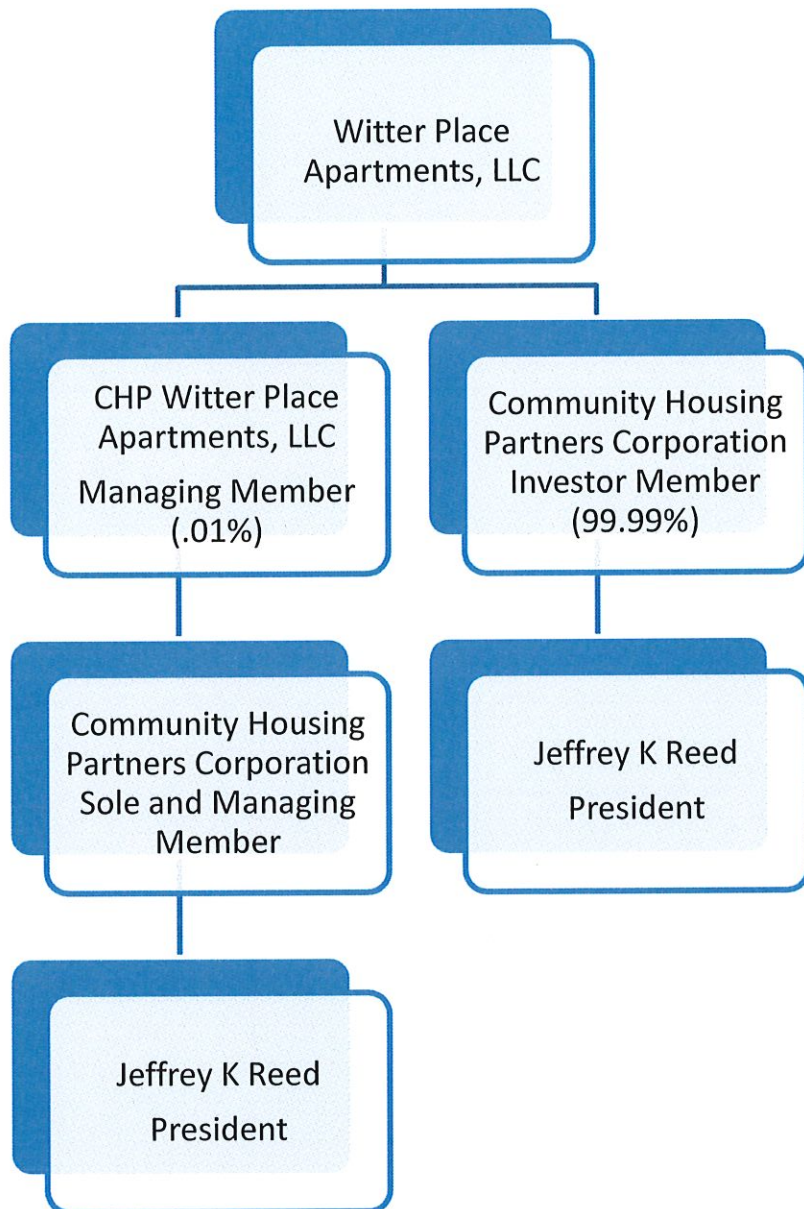 Witter Place
Apartments, LLC
CHP Witter Place
Apartments, LLC
Managing Member
(.01%)
Community Housing
Partners Corporation
Investor Member
(99.99%)
Community Housing
Partners Corporation
Sole and Managing
Member
Jeffrey K Reed
President
Jeffrey K Reed
President